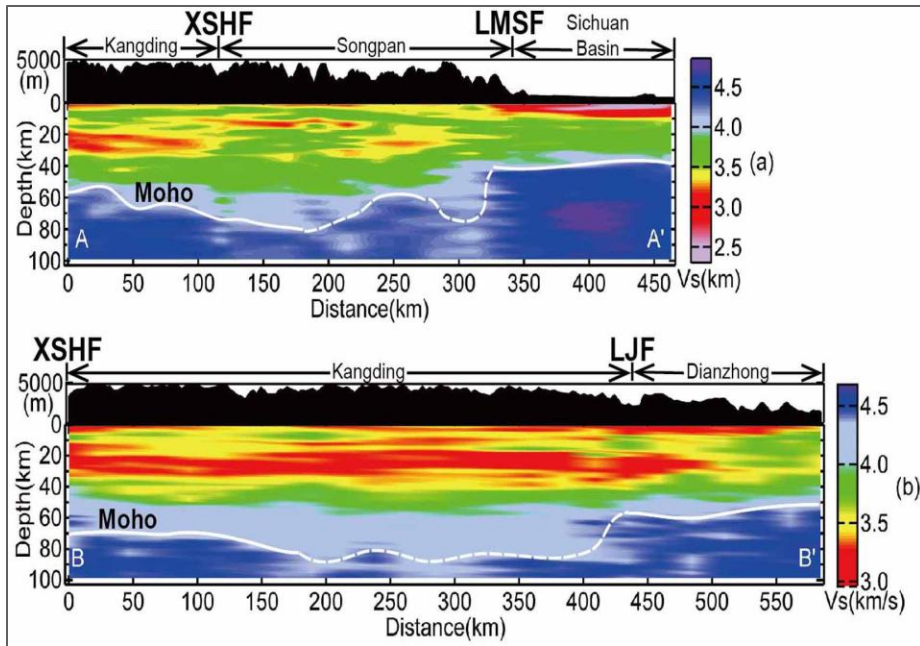 XSHF LMSF Sichuan
Kangding Songpan Basin
5000
(m)
0
20
40
60
80
100
Depth(km)
Moho
A A'
0 50 100 150 200 250 300 350 400 450
Distance(km)
4.5
4.0
3.5
3.0
2.5
Vs(km)
(a)
XSHF LJF
Kangding Dianzhong
5000
(m)
0
20
40
60
80
100
Depth(km)
Moho
B B'
0 50 100 150 200 250 300 350 400 450 500 550
Distance(km)
4.5
4.0
3.5
3.0
Vs(km/s)
(b)